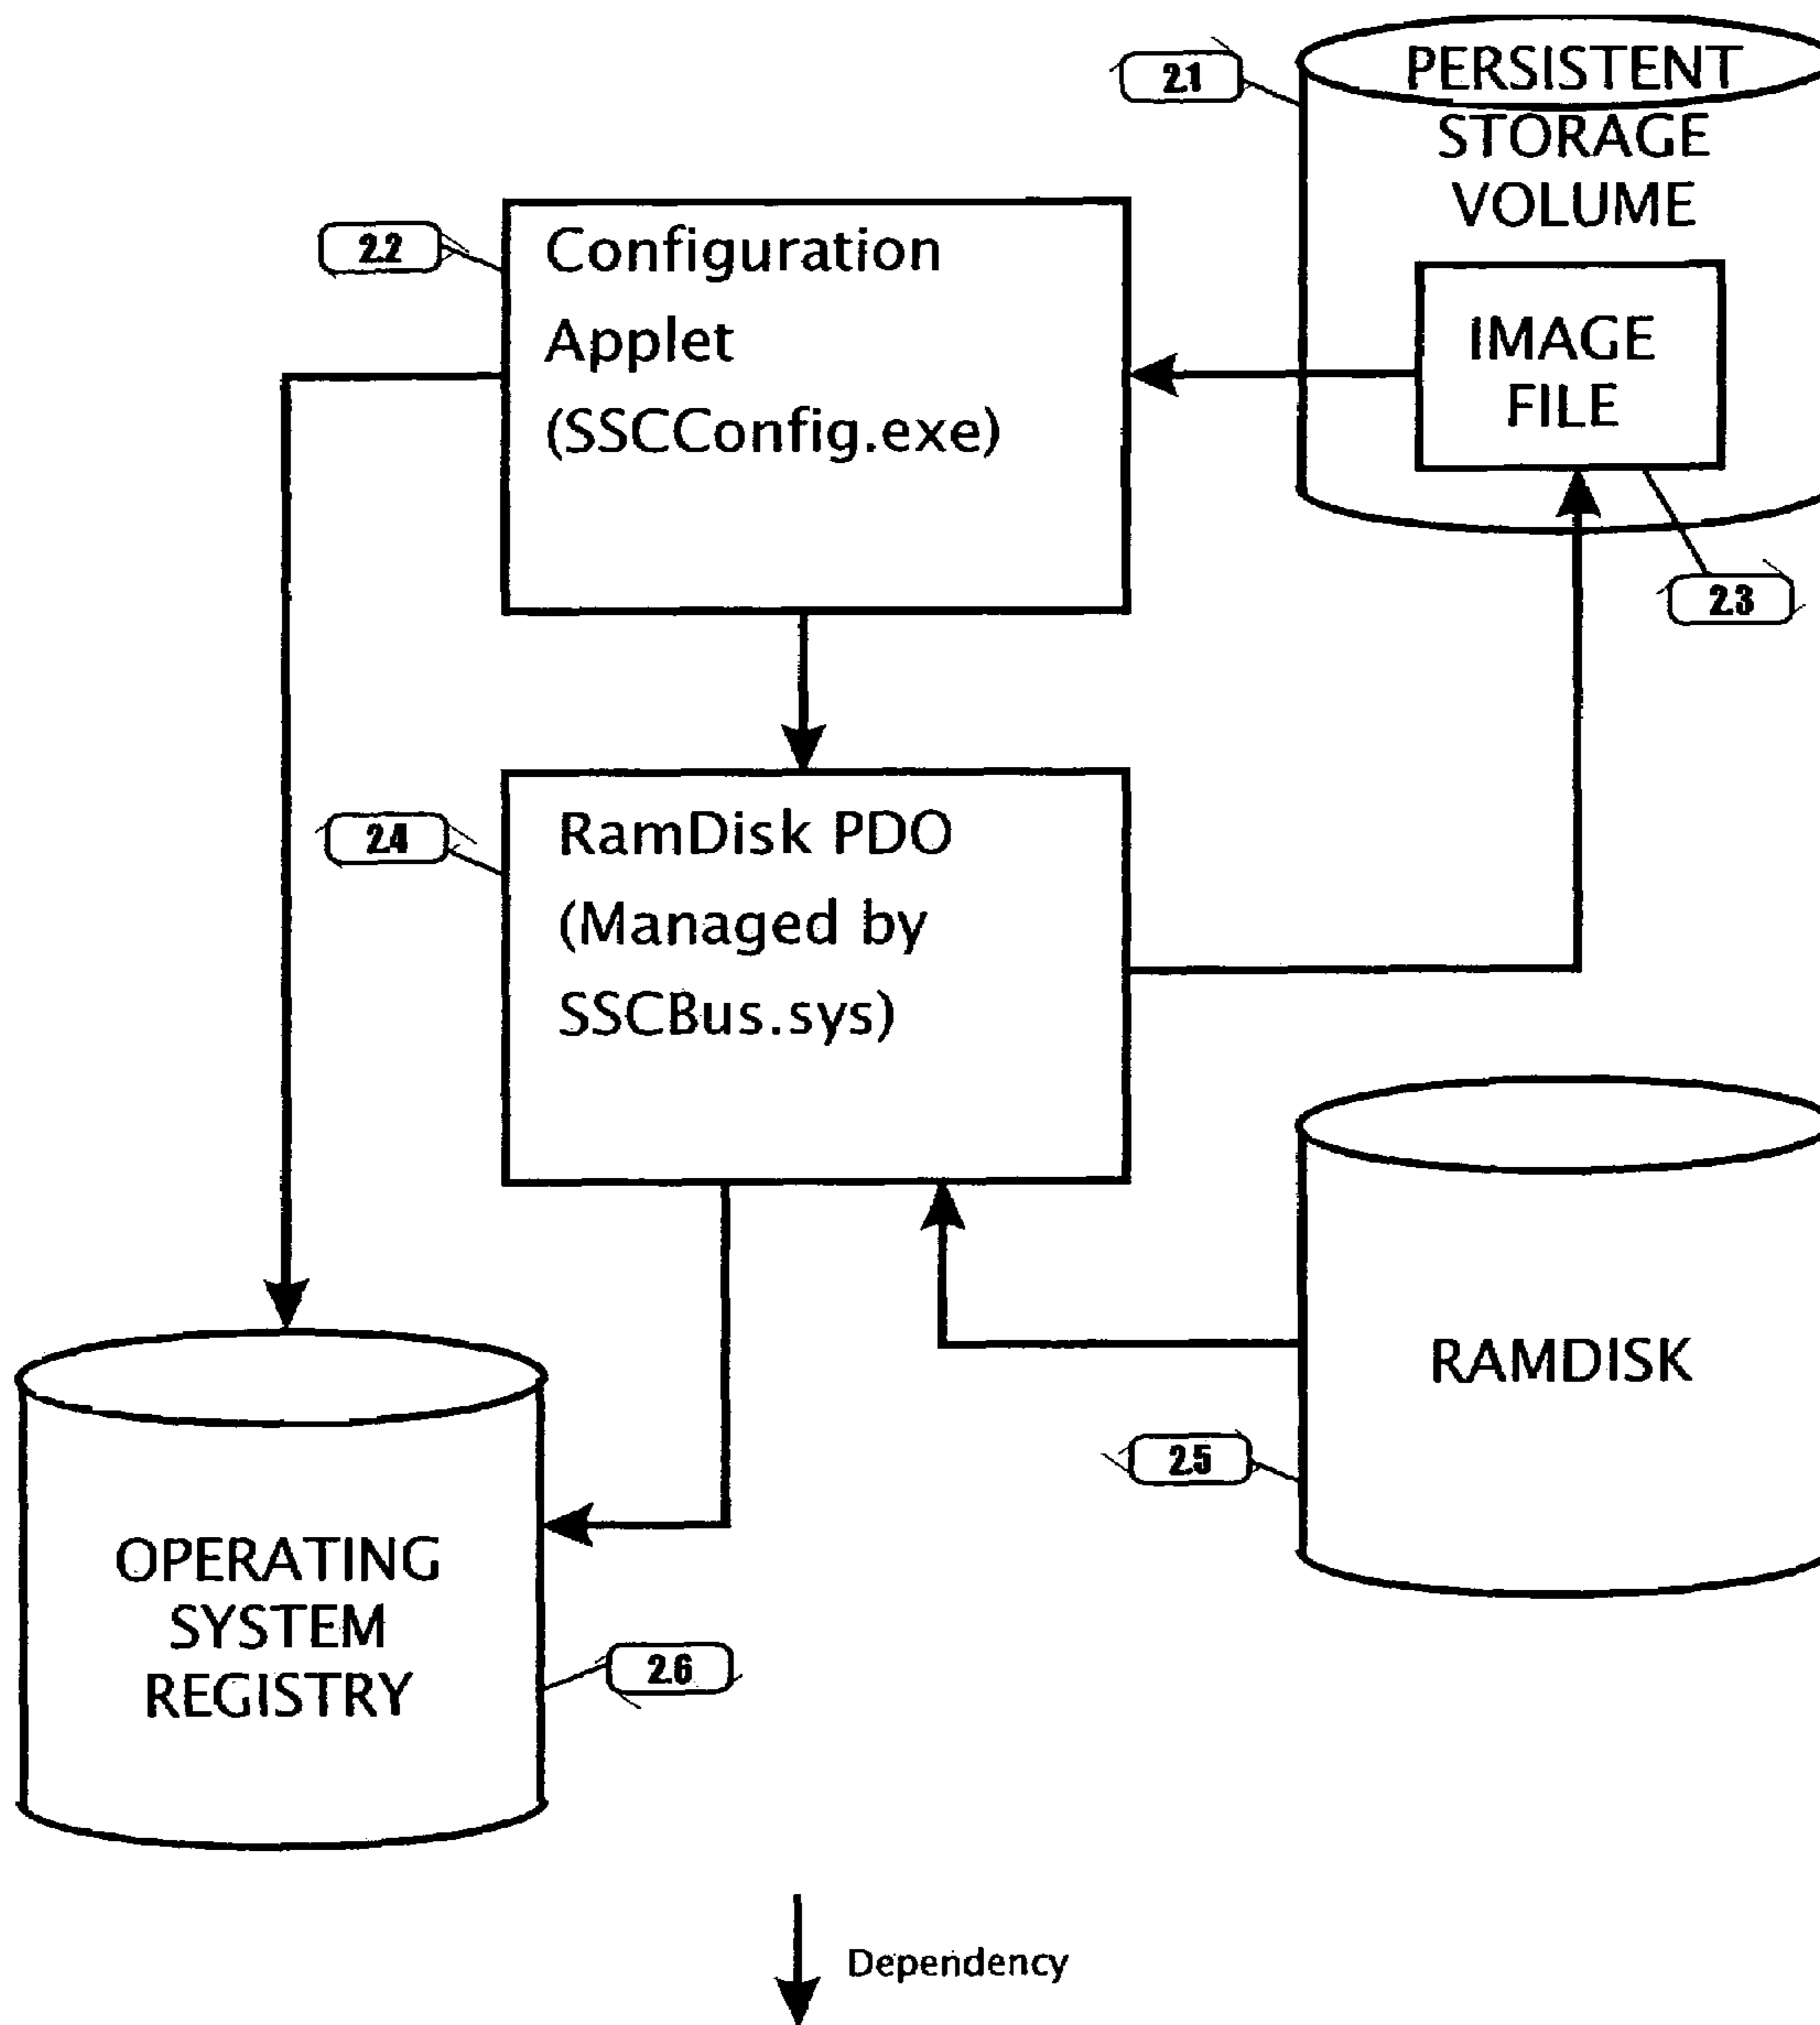 2.1
PERSISTENT
STORAGE
VOLUME
2.2
Configuration
Applet
(SSCConfig.exe)
IMAGE
FILE
2.3
2.4
RamDisk PDO
(Managed by
SSCBus.sys)
RAMDISK
2.5
OPERATING
SYSTEM
REGISTRY
2.6
Dependency